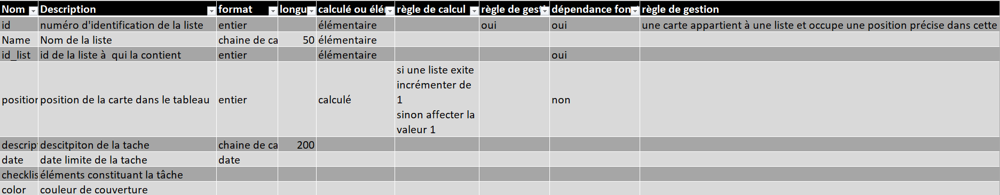 Nom Description format longu calculé ou élé règle de calcul règle de gesti dépendance fon règle de gestion
id numéro d'identification de la liste entier élémentaire oui oui une carte appartient à une liste et occupe une position précise dans cette
Name Nom de la liste chaine de ca 50 élémentaire
id_list id de la liste à  qui la contient entier élémentaire oui
position position de la carte dans le tableau entier calculé si une liste exite
incrémenter de
1
sinon affecter la
valeur 1 non
descript descitpiton de la tache chaine de ca 200
date date limite de la tache date
checklis éléments constituant la tâche
color couleur de couverture